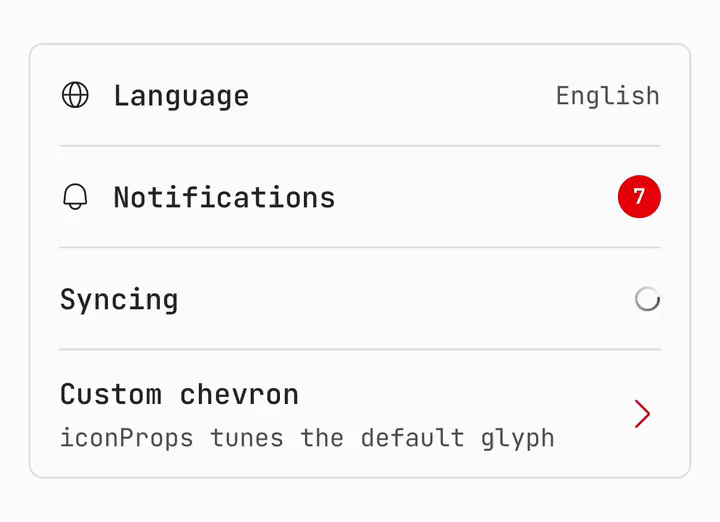 Language
English
Notifications
7
Syncing
Custom chevron
iconProps tunes the default glyph